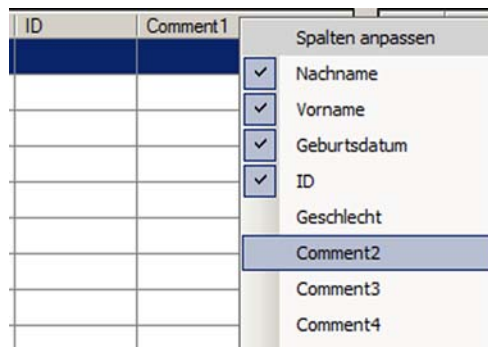 ID Comment1
Spalten anpassen
Nachname
Vorname
Geburtsdatum
ID
Geschlecht
Comment2
Comment3
Comment4